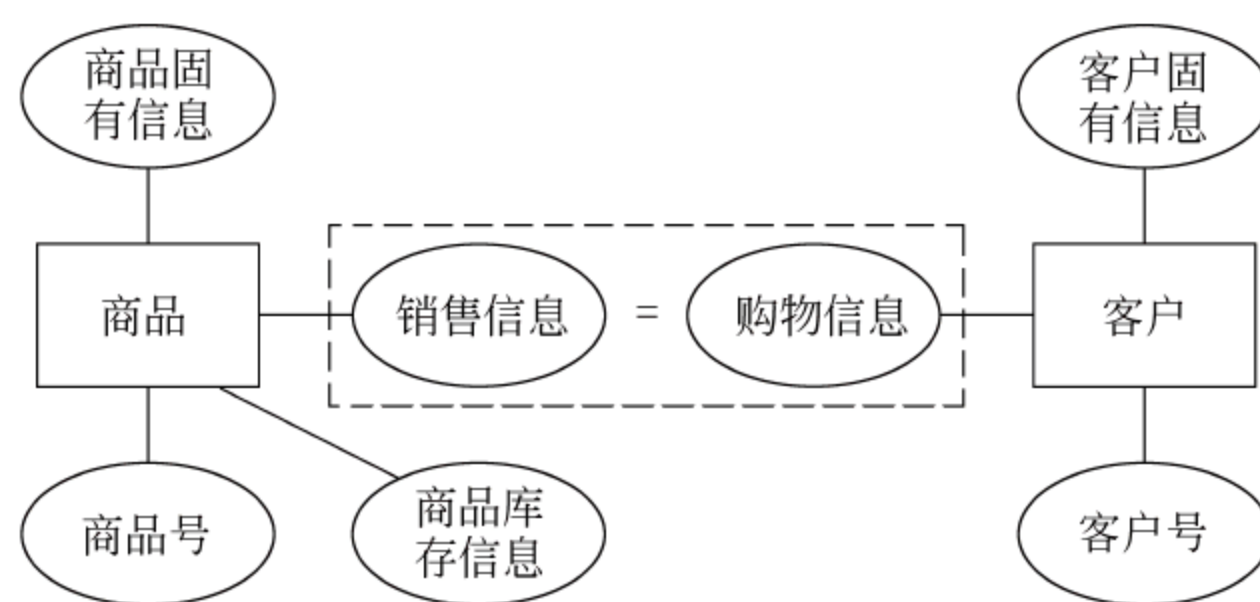 商品固
有信息
客户固
有信息
商品
销售信息
=
购物信息
客户
商品号
商品库
存信息
客户号